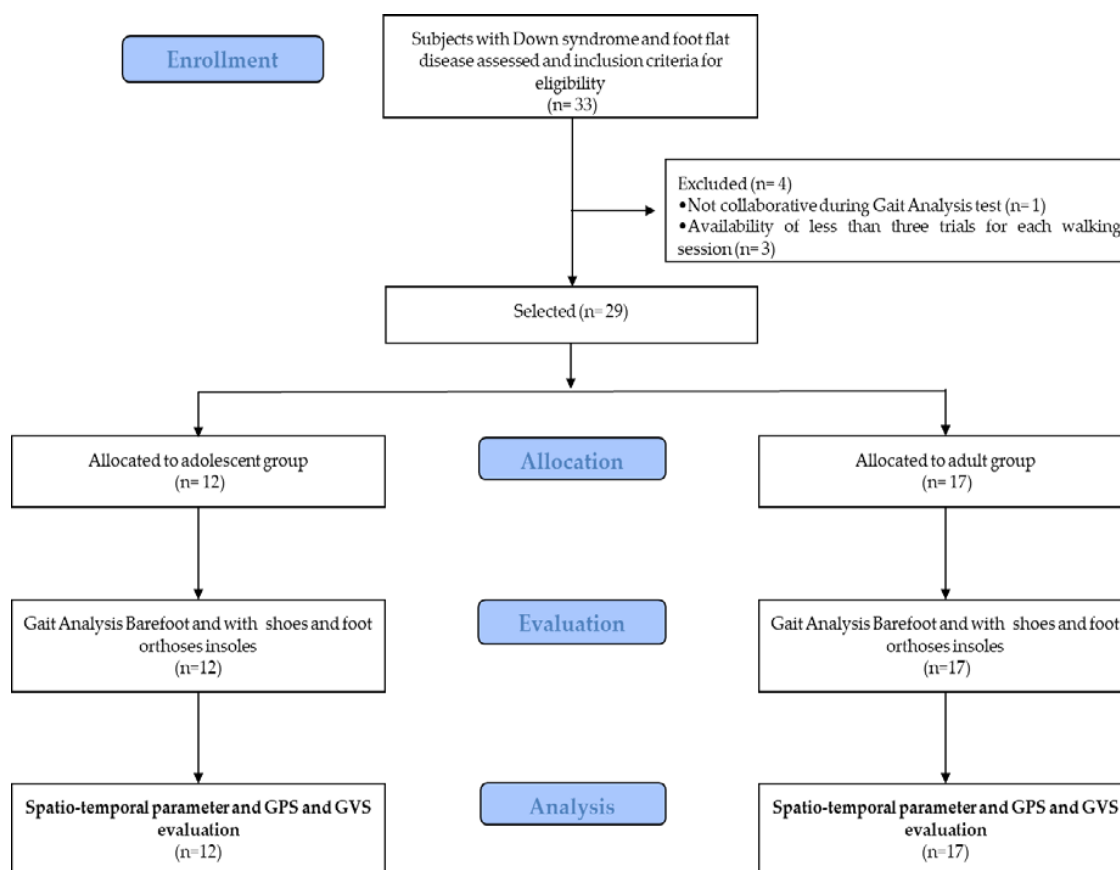 Enrollment
Subjects with Down syndrome and foot flat
disease assessed and inclusion criteria for
eligibility
(n= 33)
Excluded (n= 4)
•Not collaborative during Gait Analysis test (n= 1)
•Availability of less than three trials for each walking
session (n= 3)
Selected (n= 29)
Allocated to adolescent group
(n= 12)
Allocation
Allocated to adult group
(n= 17)
Gait Analysis Barefoot and with shoes and foot
orthoses insoles
(n=12)
Evaluation
Gait Analysis Barefoot and with shoes and foot
orthoses insoles
(n=17)
Spatio-temporal parameter and GPS and GVS
evaluation
(n=12)
Analysis
Spatio-temporal parameter and GPS and GVS
evaluation
(n=17)